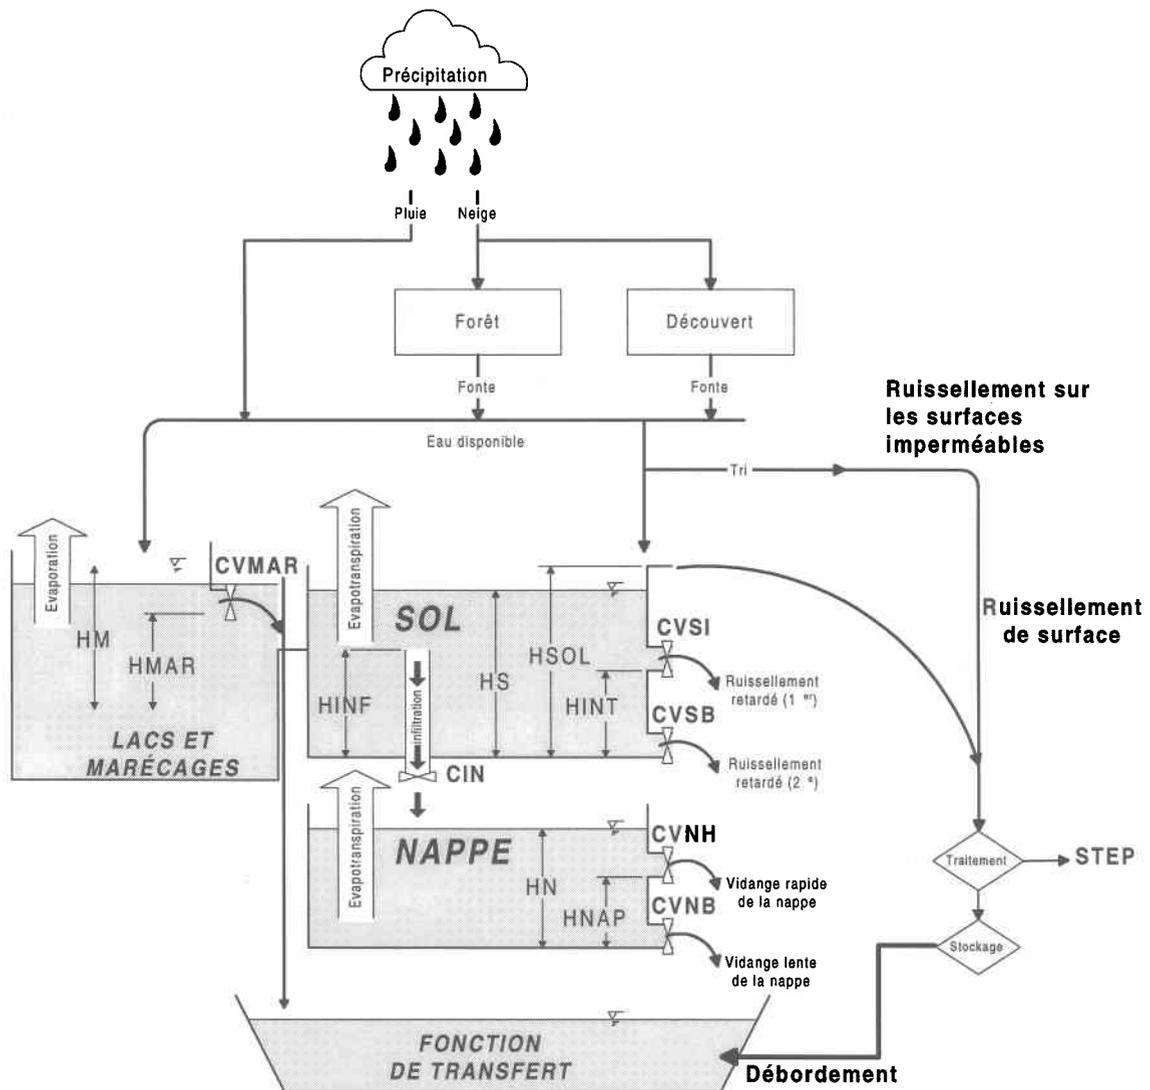 Précipitation
Pluie
Neige
Forêt
Découvert
Fonte
Fonte
Ruissellement sur
les surfaces
imperméables
Eau disponible
Tri
Evaporation
CVMAR
HM
HMAR
LACS ET
MARÉCAGES
Evapotranspiration
SOL
HINF
infiltration
HS
HSOL
HINT
CVSI
Ruissellement
retardé (1 er)
CVSB
Ruissellement
retardé (2 e)
Ruissellement
de surface
CIN
Evapotranspiration
NAPPE
HN
HNAP
CVNH
Vidange rapide
de la nappe
CVNB
Vidange lente
de la nappe
Traitement
STEP
Stockage
FONCTION
DE TRANSFERT
Débordement